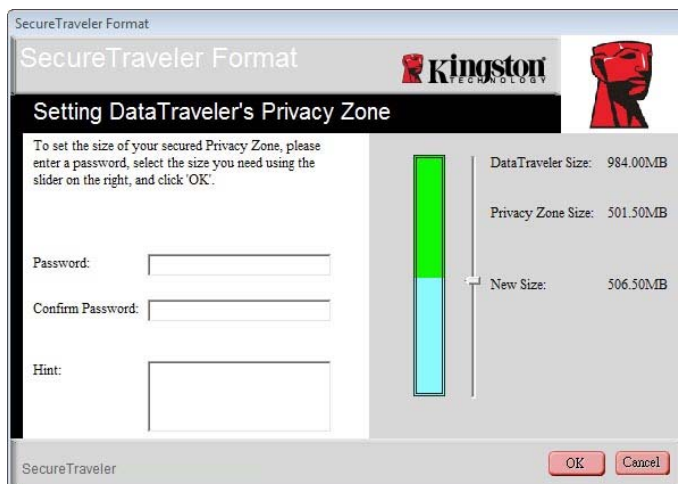 SecureTraveler Format
SecureTraveler Format
Kingston
TECHNOLOGY
Setting DataTraveler's Privacy Zone
To set the size of your secured Privacy Zone, please
enter a password, select the size you need using the
slider on the right, and click 'OK'.
Password:
Confirm Password:
Hint:
DataTraveler Size: 984.00MB
Privacy Zone Size: 501.50MB
New Size: 506.50MB
SecureTraveler
OK
Cancel